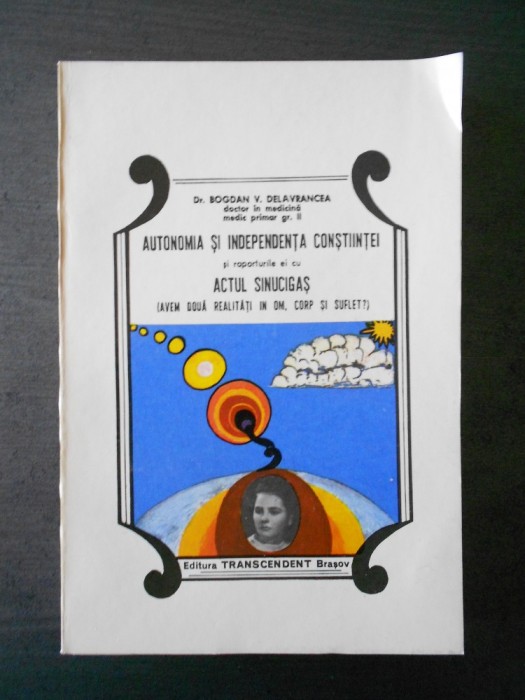 Dr. BOGDAN V. DELAVRANCEA
doctor în medicină
medic primar gr. II
AUTONOMIA ȘI INDEPENDENȚA CONȘTIINȚEI
și raporturile ei cu
ACTUL SINUCIGAȘ
(AVEM DOUĂ REALITĂȚI IN OM, CORP ȘI SUFLET?)
Editura TRANSCENDENT Brașov